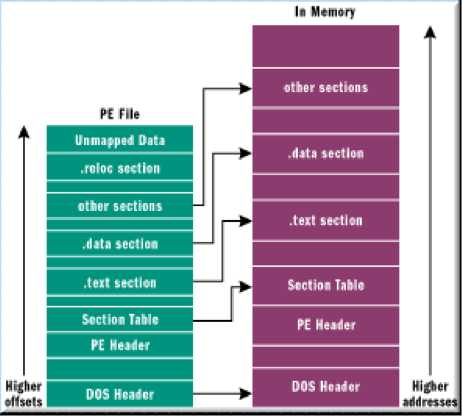 In Memory
PE File
Unmapped Data
.reloc section
other sections
.data section
.text section
Section Table
PE Header
DOS Header
Higher
offsets
other sections
.data section
.text section
Section Table
PE Header
DOS Header
Higher
addresses